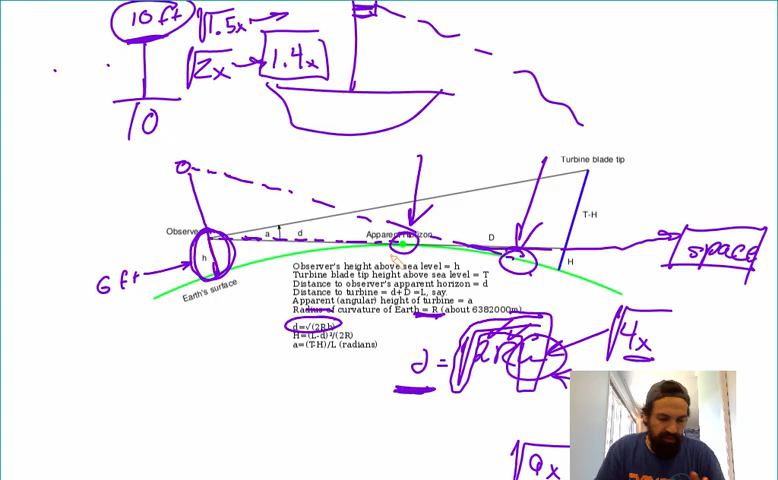 10 ft
√1.5x
√2x
1.4x
10
Turbine blade tip
T-H
Observe
a
d
Apparent Horizon
D
h
H
space
6 ft
Earth's surface
Observer's height above sea level = h
Turbine blade tip height above sea level = T
Distance to observer's apparent horizon = d
Distance to turbine = d+D =L, say
Apparent (angular) height of turbine = a
Radius of curvature of Earth = R (about 6382000m)
d=√(2Rh)
H=(L-d)²/(2R)
a=(T-H)/L (radians)
√4x
d = √2R
√9x